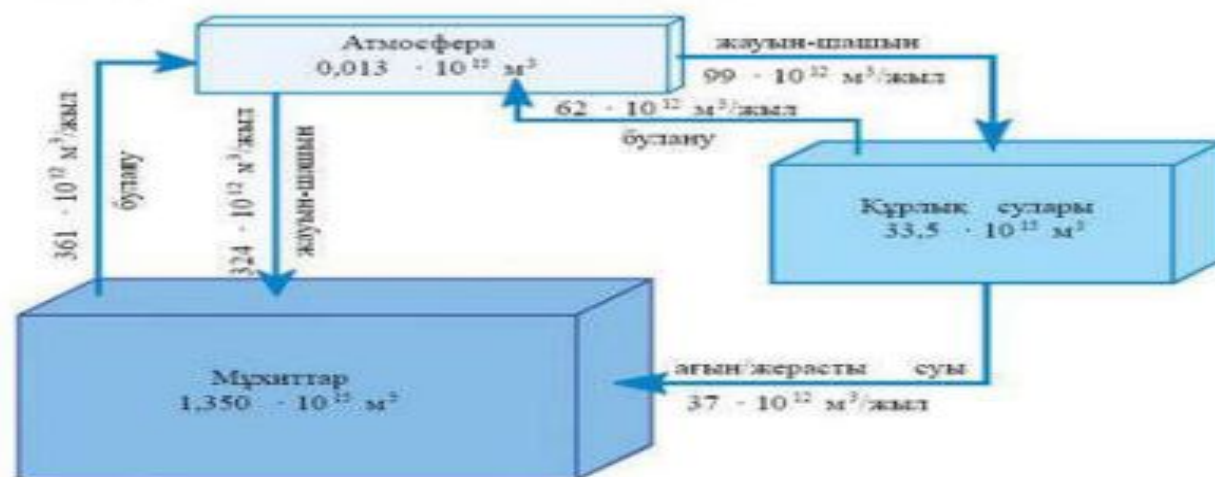 Атмосфера
0,013 · 10¹⁵ м³
жауын-шашын
99 · 10¹² м³/жыл
62 · 10¹² м³/жыл
булану
361 · 10¹² м³/жыл
булану
324 · 10¹² м³/жыл
жауын-шашын
Құрлық сулары
33,5 · 10¹⁵ м³
Мұхиттар
1,350 · 10¹⁵ м³
ағын/жерасты суы
37 · 10¹² м³/жыл